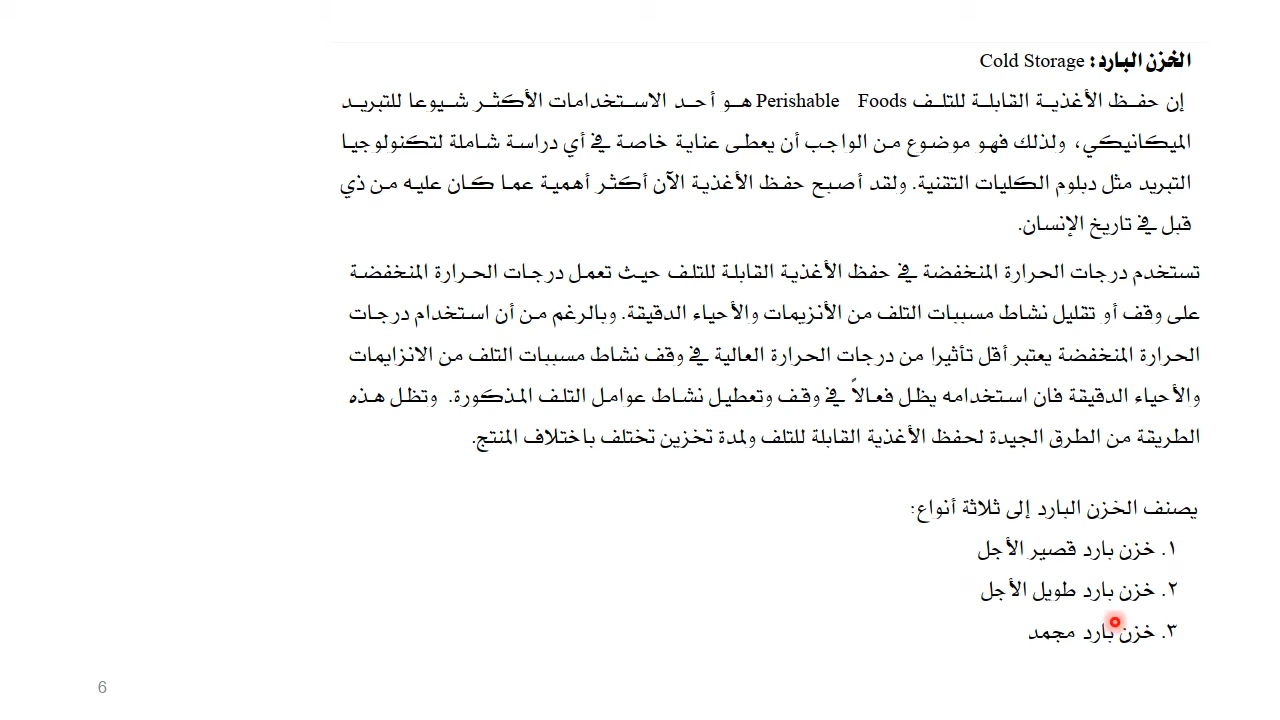 الخزن البارد: Cold Storage
إن حفظ الأغذية القابلة للتلف Perishable Foods هو أحد الاستخدامات الأكثر شيوعا للتبريد
الميكانيكي، ولذلك فهو موضوع من الواجب أن يعطى عناية خاصة في أي دراسة شاملة لتكنولوجيا
التبريد مثل دبلوم الكليات التقنية. ولقد أصبح حفظ الأغذية الآن أكثر أهمية عما كان عليه من ذي
قبل في تاريخ الإنسان.
تستخدم درجات الحرارة المنخفضة في حفظ الأغذية القابلة للتلف حيث تعمل درجات الحرارة المنخفضة
على وقف أو تقليل نشاط مسببات التلف من الأنزيمات والأحياء الدقيقة. وبالرغم من أن استخدام درجات
الحرارة المنخفضة يعتبر أقل تأثيرا من درجات الحرارة العالية في وقف نشاط مسببات التلف من الانزايمات
والأحياء الدقيقة فان استخدامه يظل فعالاً في وقف وتعطيل نشاط عوامل التلف المذكورة. وتظل هذه
الطريقة من الطرق الجيدة لحفظ الأغذية القابلة للتلف ولمدة تخزين تختلف باختلاف المنتج.
يصنف الخزن البارد إلى ثلاثة أنواع:
١. خزن بارد قصير الأجل
٢. خزن بارد طويل الأجل
٣. خزن بارد مجمد
6